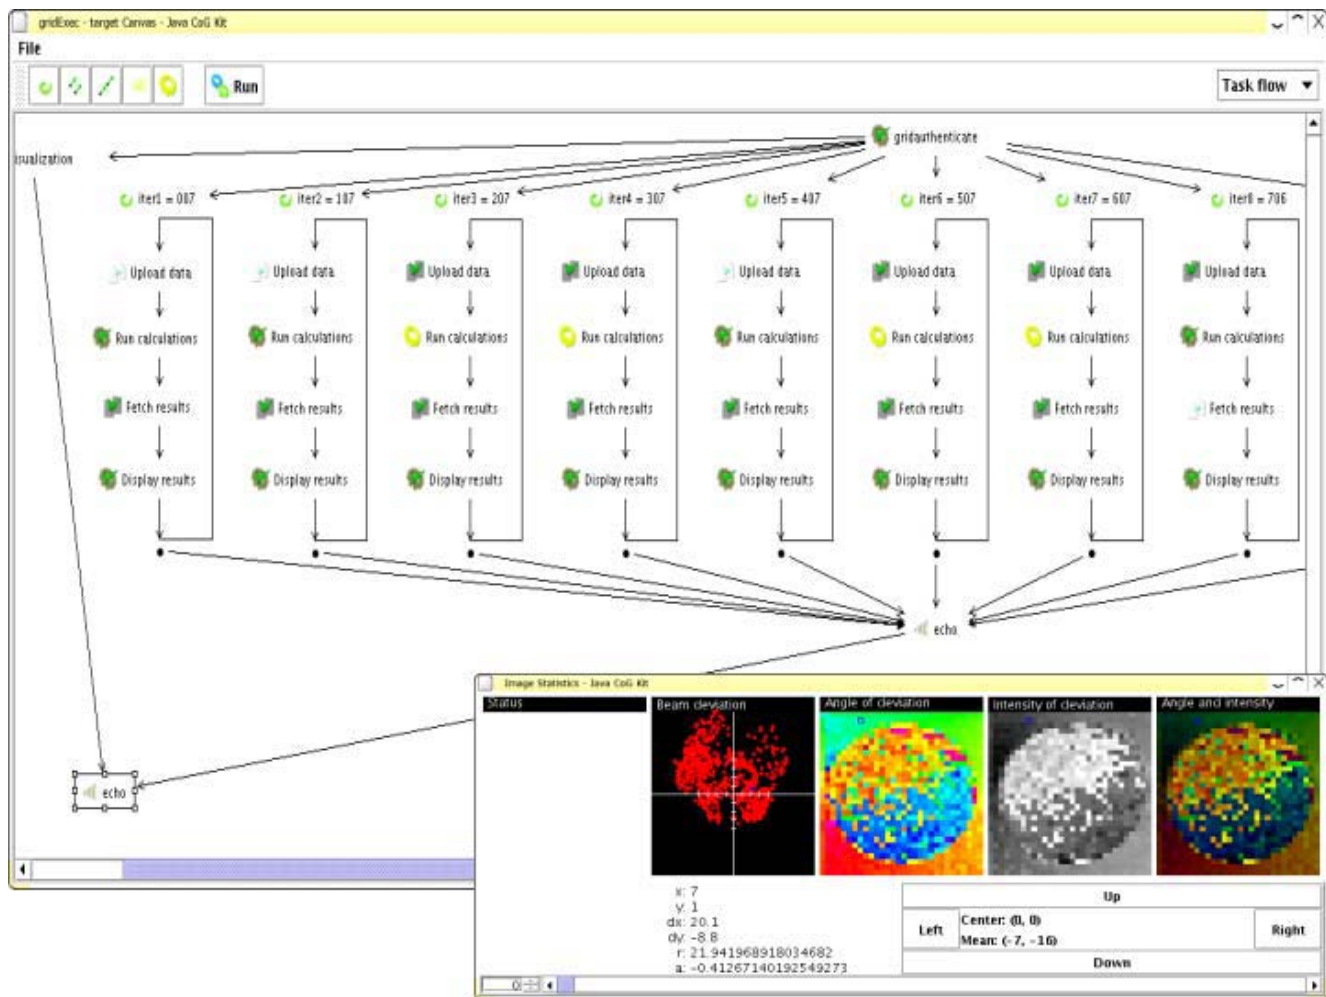 gridExec - target Canvas - Java CoG Kit
File
Run
Task flow
gridauthenticate
isualization
iter1 = 007 iter2 = 107 iter3 = 207 iter4 = 307 iter5 = 407 iter6 = 507 iter7 = 607 iter8 = 706
Upload data Upload data Upload data Upload data Upload data Upload data Upload data Upload data
Run calculations Run calculations Run calculations Run calculations Run calculations Run calculations Run calculations Run calculations
Fetch results Fetch results Fetch results Fetch results Fetch results Fetch results Fetch results Fetch results
Display results Display results Display results Display results Display results Display results Display results Display results
echo
echo
Image Statistics - Java CoG Kit
Status Beam deviation Angle of deviation Intensity of deviation Angle and intensity
x: 7
y: 1
dx: 20.1
dy: -8.8
r: 21.941968918034682
a: -0.41267140192549273
Up
Left
Center: (0, 0)
Mean: (-7, -16)
Right
Down
0